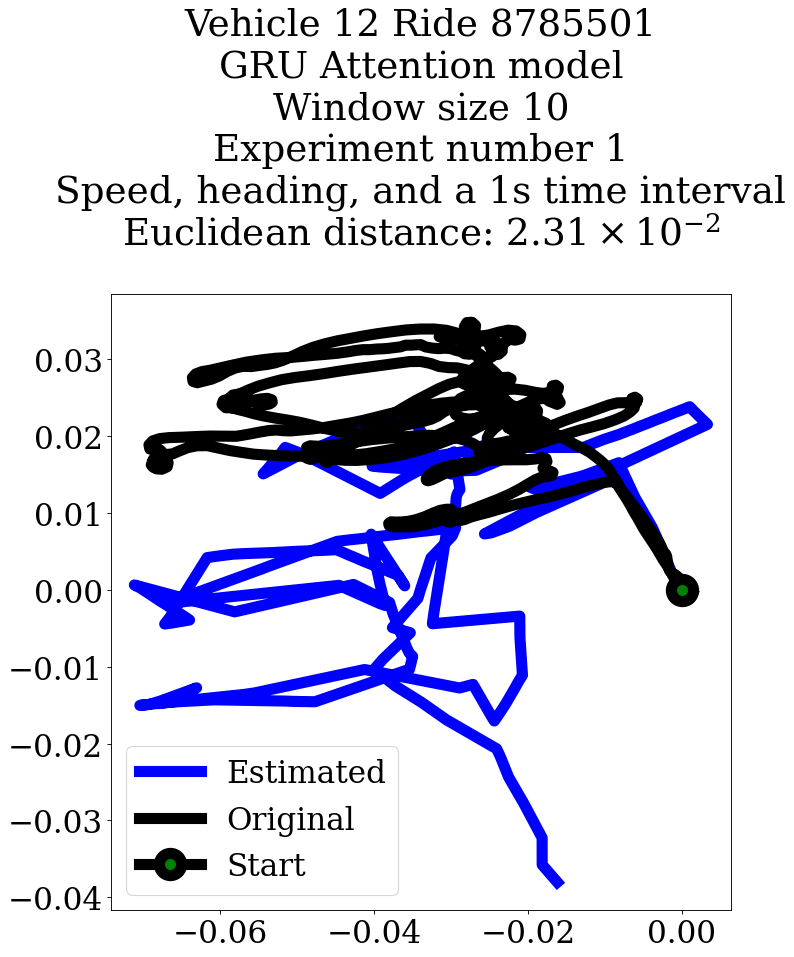 Vehicle 12 Ride 8785501
GRU Attention model
Window size 10
Experiment number 1
Speed, heading, and a 1s time interval
Euclidean distance: 2.31 × 10⁻²
0.03
0.02
0.01
0.00
−0.01
−0.02
−0.03
−0.04
Estimated
Original
Start
−0.06
−0.04
−0.02
0.00